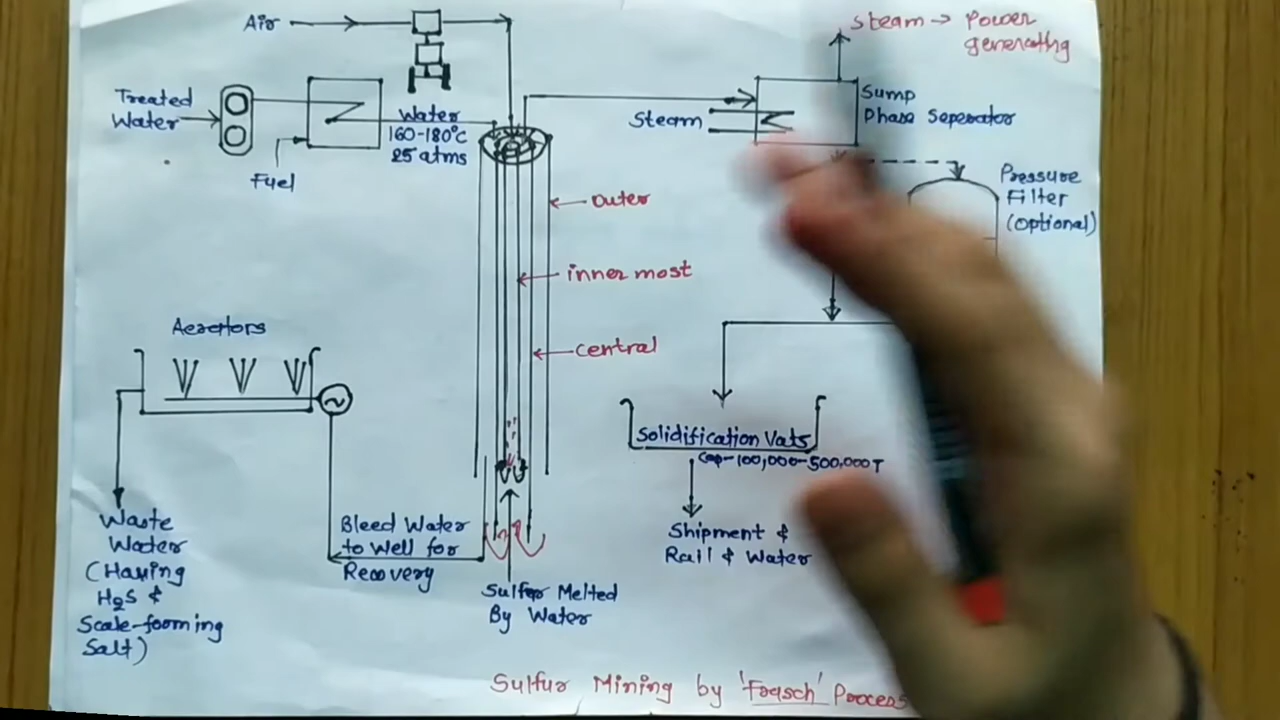 Air
Steam → Power
generating
Treated
Water
Water
160-180°C
25 atms
Fuel
Steam
Sump
Phase Seperator
Pressure
Filter
(Optional)
outer
inner most
central
Aerators
Solidification Vats
Cap-100,000-500,000T
Shipment &
Rail & Water
Bleed Water
to Well for
Recovery
Sulfer Melted
By Water
Waste
Water
(Having
H₂S &
Scale-forming
Salt)
Sulfur Mining by 'Frasch' Process